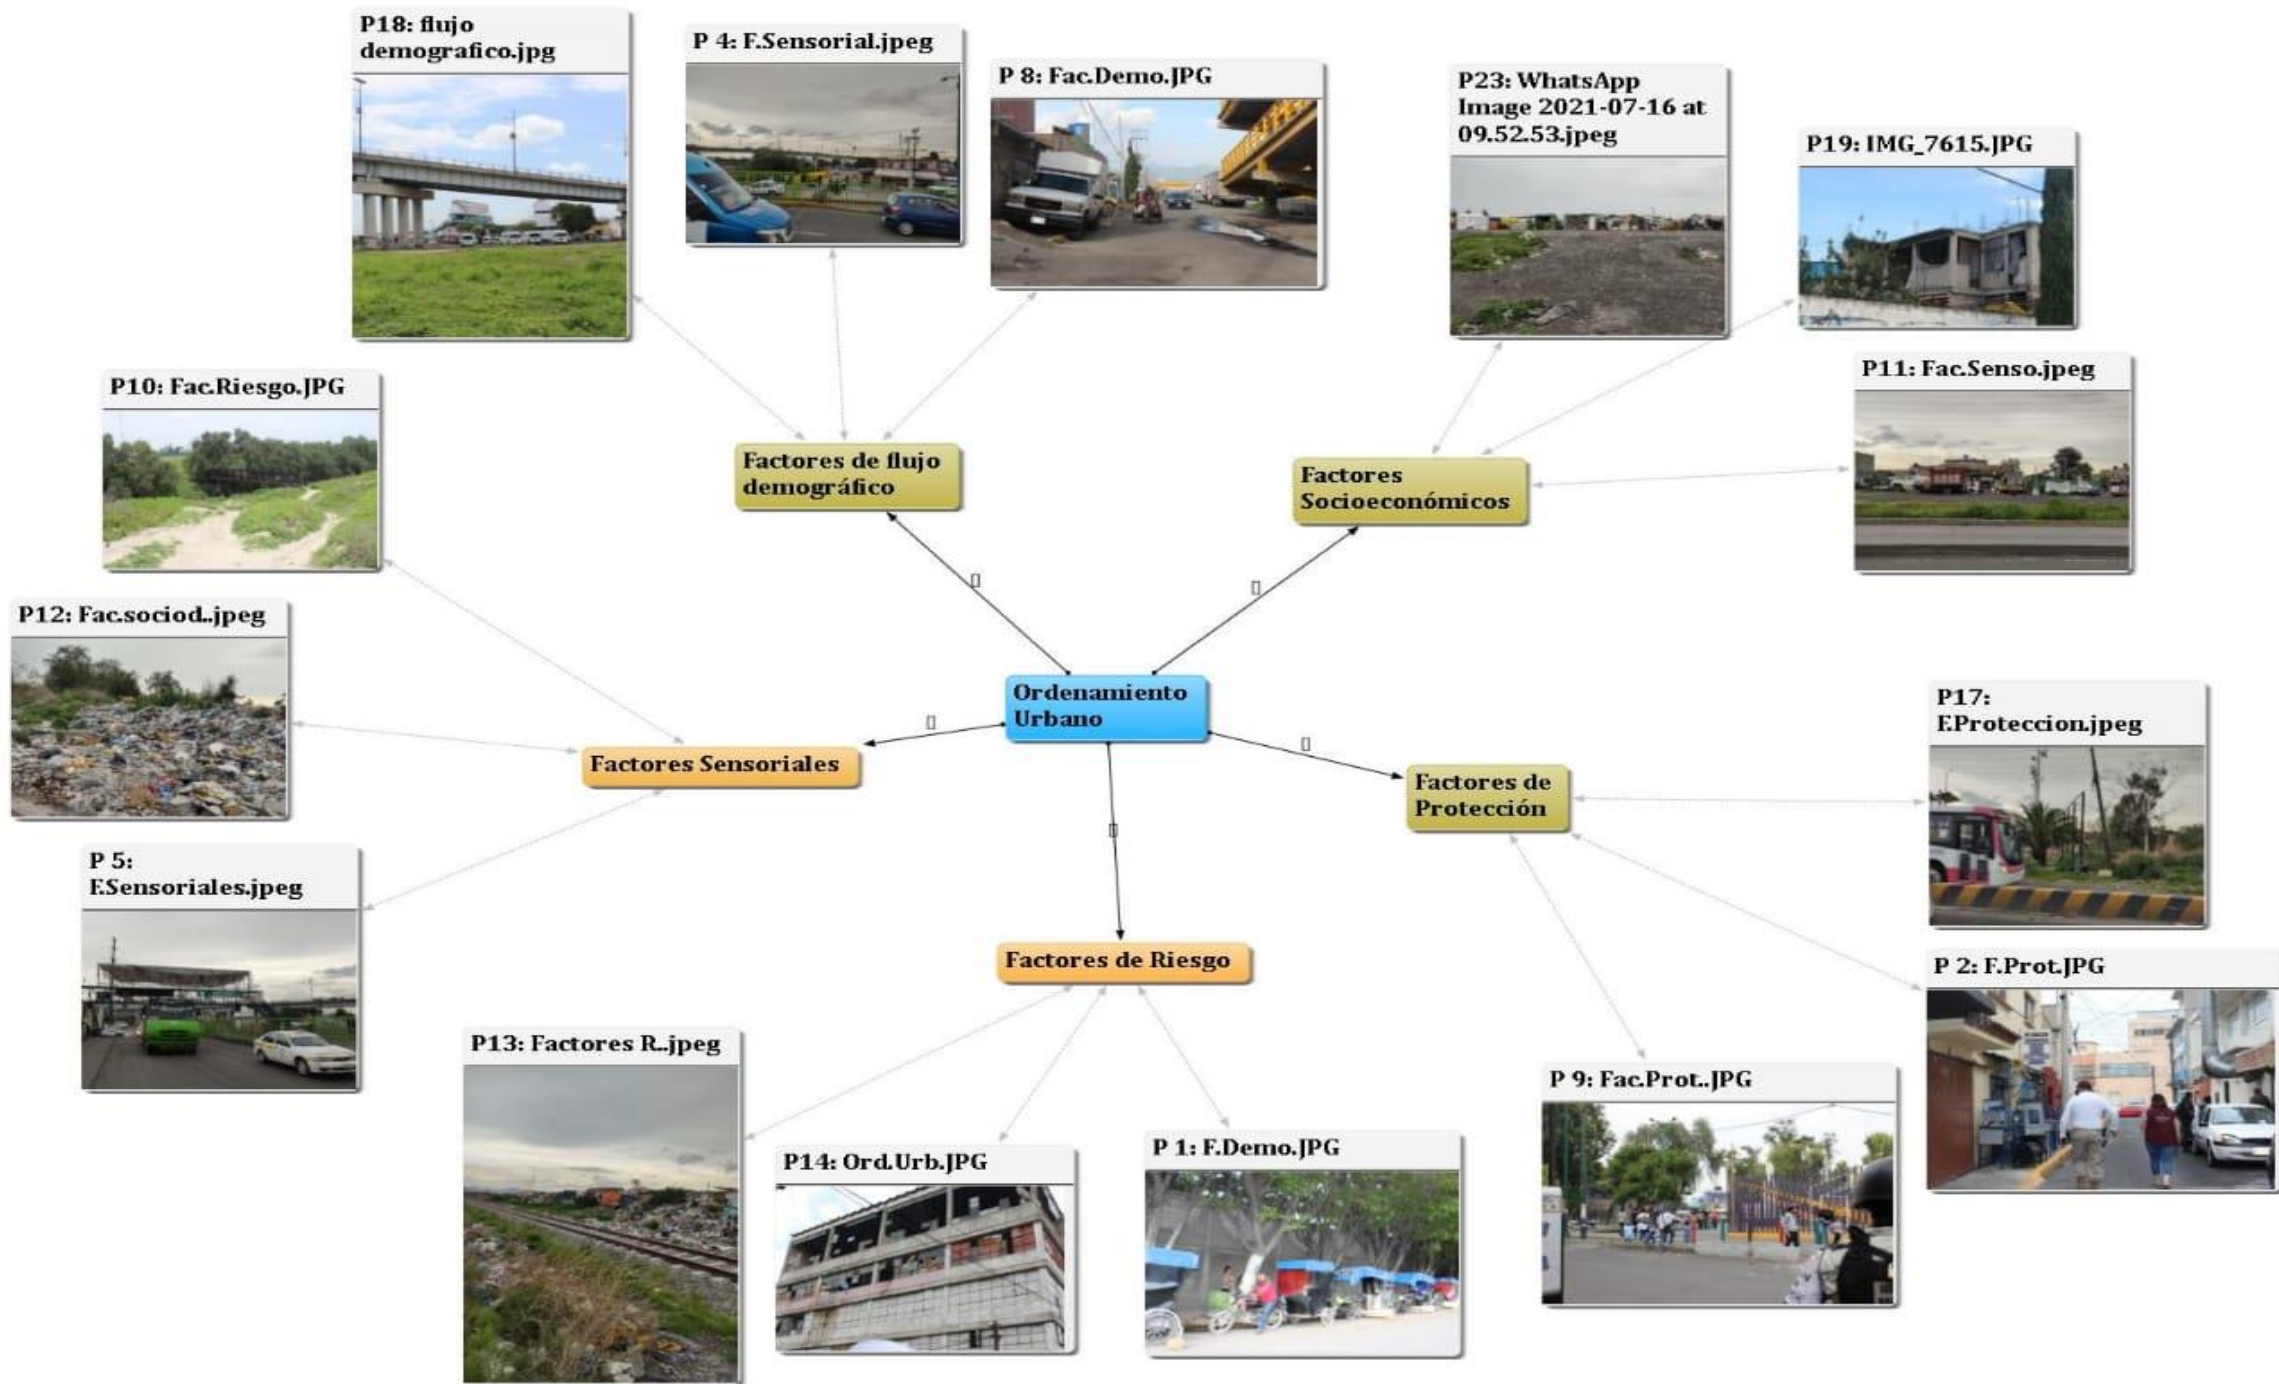 P18: flujo
demografico.jpg
P 4: F.Sensorial.jpeg
P 8: Fac.Demo.JPG
P23: WhatsApp
Image 2021-07-16 at
09.52.53.jpeg
P19: IMG_7615.JPG
P11: Fac.Senso.jpeg
P10: Fac.Riesgo.JPG
Factores de flujo
demográfico
Factores
Socioeconómicos
P12: Fac.sociod..jpeg
Ordenamiento
Urbano
P17:
F.Proteccion.jpeg
Factores Sensoriales
Factores de
Protección
P 5:
F.Sensoriales.jpeg
Factores de Riesgo
P 2: F.Prot.JPG
P13: Factores R..jpeg
P14: Ord.Urb.JPG
P 1: F.Demo.JPG
P 9: Fac.Prot..JPG